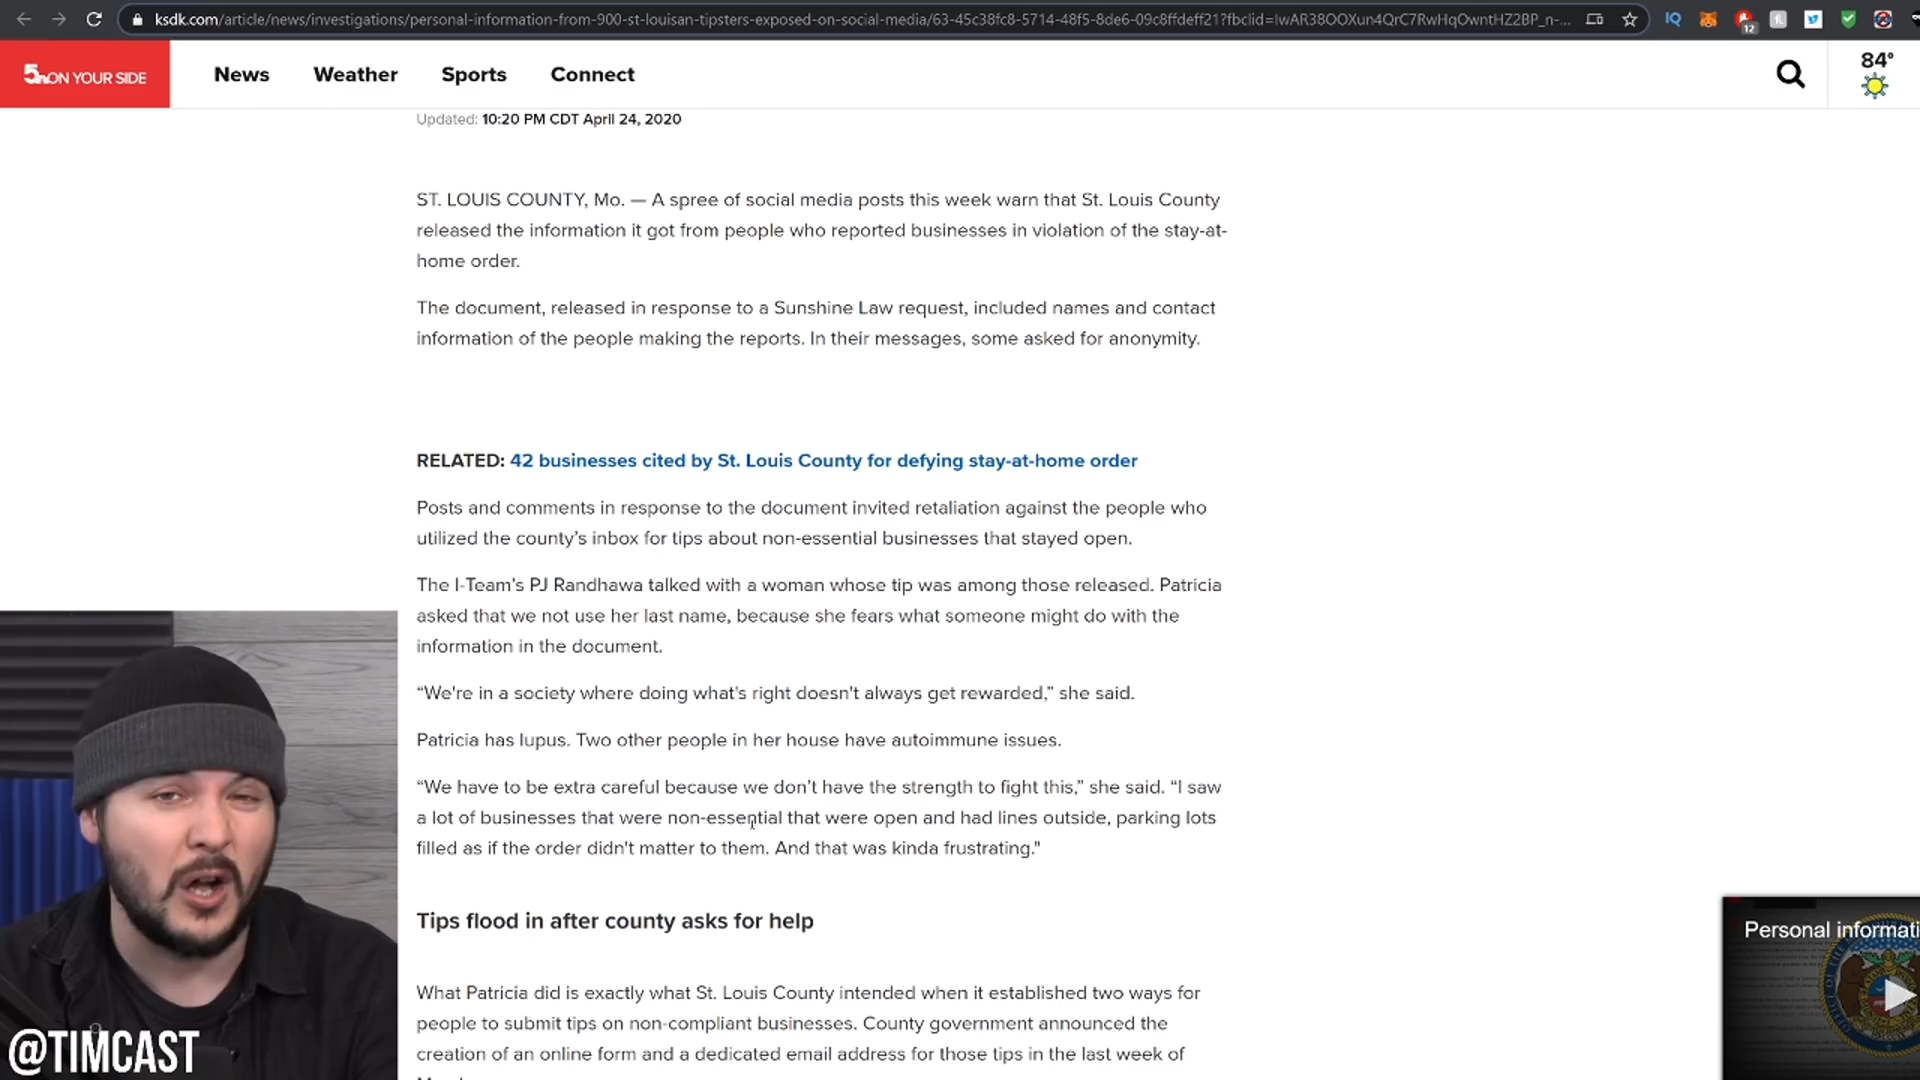 ksdk.com/article/news/investigations/personal-information-from-900-st-louisan-tipsters-exposed-on-social-media/63-45c38fc8-5714-48f5-8de6-09c8ffdeff21?fbclid=IwAR38OOXun4QrC7RwHqOwntHZ2BP_n-...
IQ
12
5 ON YOUR SIDE
News
Weather
Sports
Connect
84°
Updated: 10:20 PM CDT April 24, 2020
ST. LOUIS COUNTY, Mo. — A spree of social media posts this week warn that St. Louis County
released the information it got from people who reported businesses in violation of the stay-at-
home order.
The document, released in response to a Sunshine Law request, included names and contact
information of the people making the reports. In their messages, some asked for anonymity.
RELATED: 42 businesses cited by St. Louis County for defying stay-at-home order
Posts and comments in response to the document invited retaliation against the people who
utilized the county's inbox for tips about non-essential businesses that stayed open.
The I-Team's PJ Randhawa talked with a woman whose tip was among those released. Patricia
asked that we not use her last name, because she fears what someone might do with the
information in the document.
“We're in a society where doing what's right doesn't always get rewarded,” she said.
Patricia has lupus. Two other people in her house have autoimmune issues.
“We have to be extra careful because we don't have the strength to fight this,” she said. “I saw
a lot of businesses that were non-essential that were open and had lines outside, parking lots
filled as if the order didn't matter to them. And that was kinda frustrating."
Tips flood in after county asks for help
Personal informati
What Patricia did is exactly what St. Louis County intended when it established two ways for
people to submit tips on non-compliant businesses. County government announced the
creation of an online form and a dedicated email address for those tips in the last week of
@TIMCAST